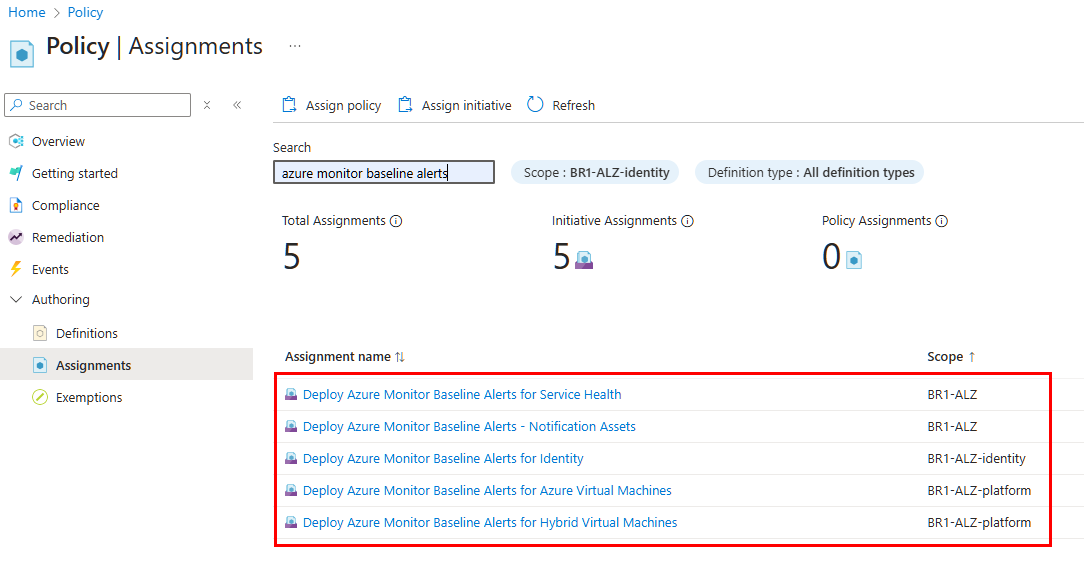 Home > Policy
Policy | Assignments ...
Search
Overview
Getting started
Compliance
Remediation
Events
Authoring
Definitions
Assignments
Exemptions
Assign policy Assign initiative Refresh
Search
azure monitor baseline alerts Scope : BR1-ALZ-identity Definition type : All definition types
Total Assignments Initiative Assignments Policy Assignments
5 5 0
Assignment name Scope
Deploy Azure Monitor Baseline Alerts for Service Health BR1-ALZ
Deploy Azure Monitor Baseline Alerts - Notification Assets BR1-ALZ
Deploy Azure Monitor Baseline Alerts for Identity BR1-ALZ-identity
Deploy Azure Monitor Baseline Alerts for Azure Virtual Machines BR1-ALZ-platform
Deploy Azure Monitor Baseline Alerts for Hybrid Virtual Machines BR1-ALZ-platform